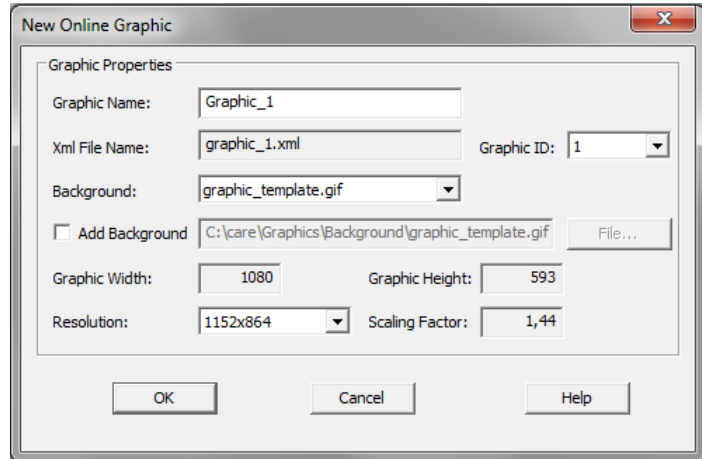 New Online Graphic
Graphic Properties
Graphic Name: Graphic_1
Xml File Name: graphic_1.xml Graphic ID: 1
Background: graphic_template.gif
Add Background C:\care\Graphics\Background\graphic_template.gif File...
Graphic Width: 1080 Graphic Height: 593
Resolution: 1152x864 Scaling Factor: 1,44
OK Cancel Help